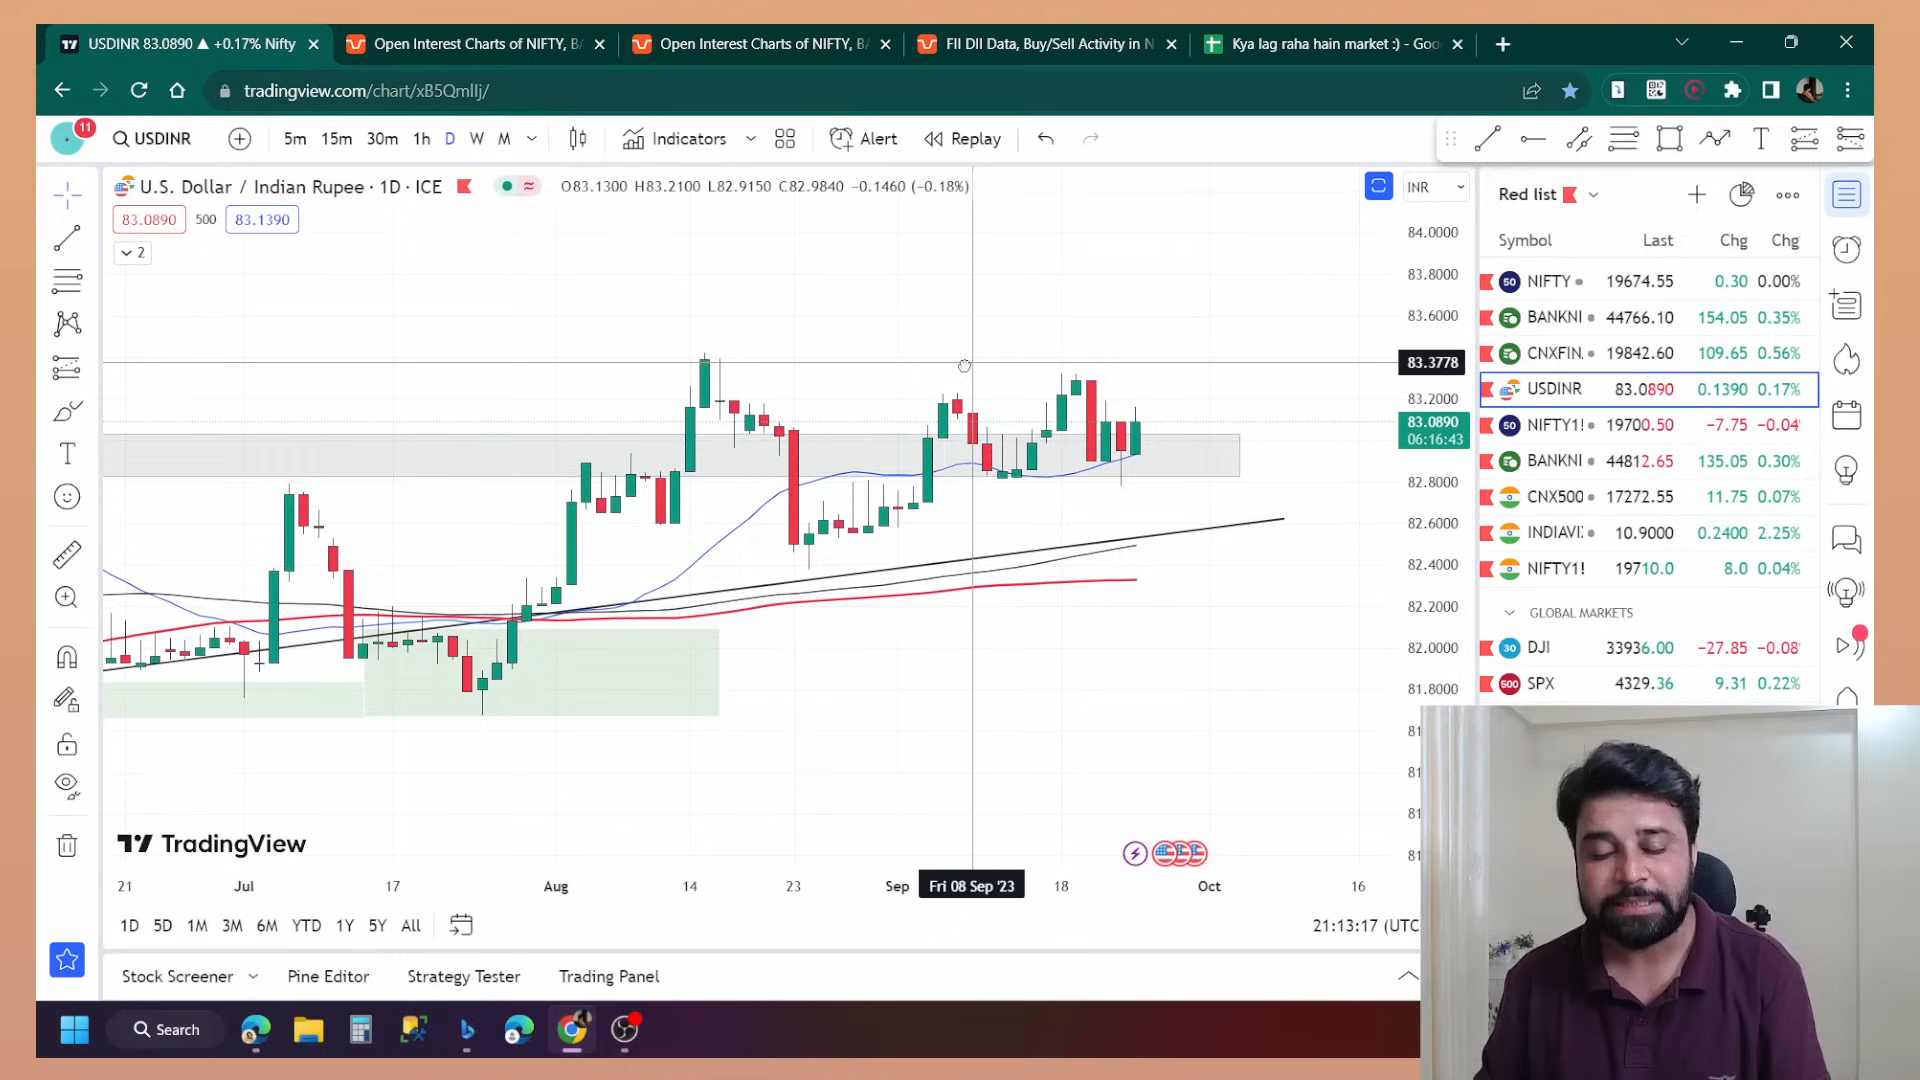 USDINR 83.0890 ▲ +0.17% Nifty
Open Interest Charts of NIFTY, B
Open Interest Charts of NIFTY, B
FII DII Data, Buy/Sell Activity in N
Kya lag raha hain market :) - Goo
tradingview.com/chart/xB5QmlIj/
11
USDINR
5m 15m 30m 1h D W M
Indicators
Alert
Replay
U.S. Dollar / Indian Rupee · 1D · ICE
O83.1300 H83.2100 L82.9150 C82.9840 −0.1460 (−0.18%)
INR
83.0890 500 83.1390
2
84.0000
83.8000
83.6000
83.3778
83.2000
83.0890
06:16:43
82.8000
82.6000
82.4000
82.2000
82.0000
81.8000
TradingView
21 Jul 17 Aug 14 23 Sep Fri 08 Sep '23 18 Oct 16
1D 5D 1M 3M 6M YTD 1Y 5Y All
21:13:17 (UTC
Stock Screener
Pine Editor
Strategy Tester
Trading Panel
Search
Red list
Symbol Last Chg Chg
50 NIFTY 19674.55 0.30 0.00%
BANKNI 44766.10 154.05 0.35%
CNXFIN. 19842.60 109.65 0.56%
USDINR 83.0890 0.1390 0.17%
50 NIFTY1! 19700.50 −7.75 −0.04
BANKNI 44812.65 135.05 0.30%
CNX500 17272.55 11.75 0.07%
INDIAVI 10.9000 0.2400 2.25%
NIFTY1! 19710.0 8.0 0.04%
GLOBAL MARKETS
30 DJI 33936.00 −27.85 −0.08
500 SPX 4329.36 9.31 0.22%